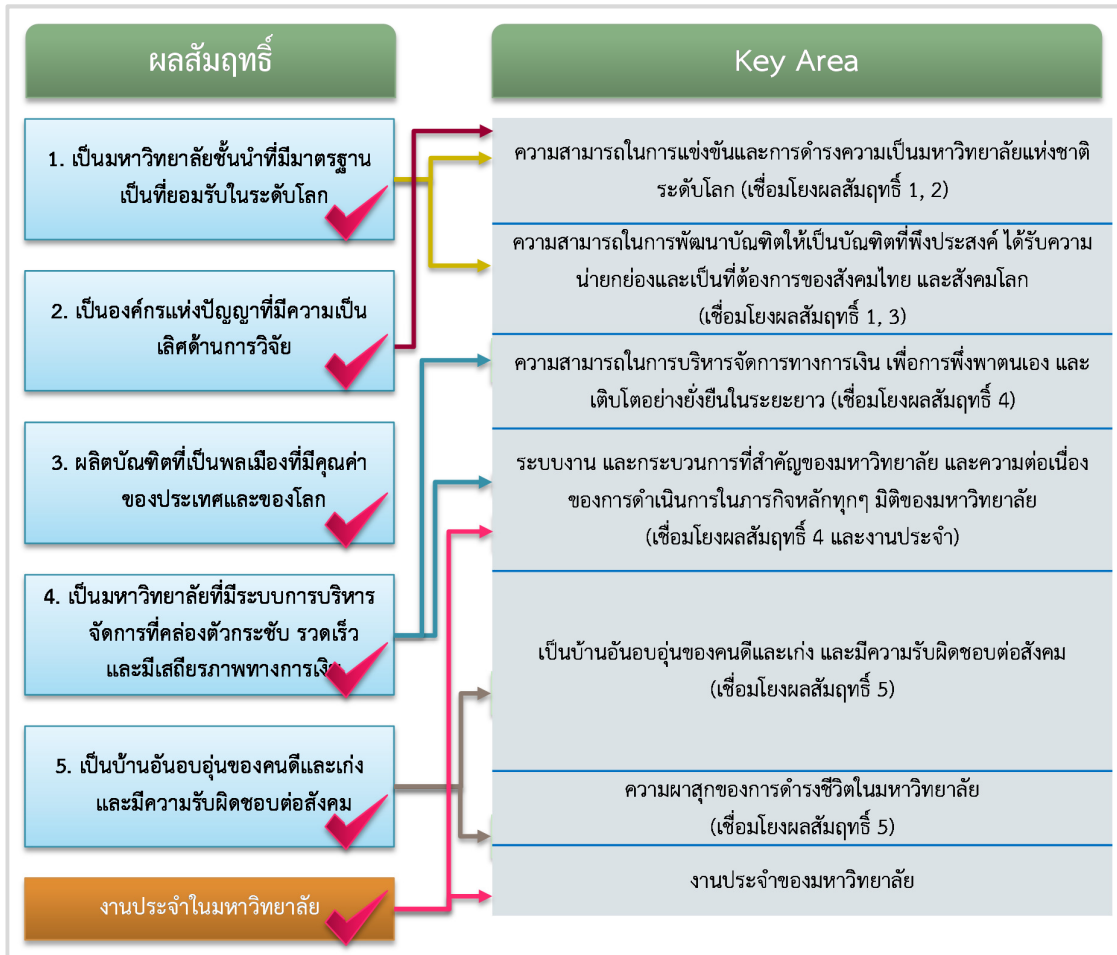 ผลสัมฤทธิ์
1. เป็นมหาวิทยาลัยชั้นนำที่มีมาตรฐาน
เป็นที่ยอมรับในระดับโลก
2. เป็นองค์กรแห่งปัญญาที่มีความเป็น
เลิศด้านการวิจัย
3. ผลิตบัณฑิตที่เป็นพลเมืองที่มีคุณค่า
ของประเทศและของโลก
4. เป็นมหาวิทยาลัยที่มีระบบการบริหาร
จัดการที่คล่องตัวกระชับ รวดเร็ว
และมีเสถียรภาพทางการเงิน
5. เป็นบ้านอันอบอุ่นของคนดีและเก่ง
และมีความรับผิดชอบต่อสังคม
งานประจำในมหาวิทยาลัย
Key Area
ความสามารถในการแข่งขันและการดำรงความเป็นมหาวิทยาลัยแห่งชาติ
ระดับโลก (เชื่อมโยงผลสัมฤทธิ์ 1, 2)
ความสามารถในการพัฒนาบัณฑิตให้เป็นบัณฑิตที่พึงประสงค์ ได้รับความ
น่ายกย่องและเป็นที่ต้องการของสังคมไทย และสังคมโลก
(เชื่อมโยงผลสัมฤทธิ์ 1, 3)
ความสามารถในการบริหารจัดการทางการเงิน เพื่อการพึ่งพาตนเอง และ
เติบโตอย่างยั่งยืนในระยะยาว (เชื่อมโยงผลสัมฤทธิ์ 4)
ระบบงาน และกระบวนการที่สำคัญของมหาวิทยาลัย และความต่อเนื่อง
ของการดำเนินการในภารกิจหลักทุกๆ มิติของมหาวิทยาลัย
(เชื่อมโยงผลสัมฤทธิ์ 4 และงานประจำ)
เป็นบ้านอันอบอุ่นของคนดีและเก่ง และมีความรับผิดชอบต่อสังคม
(เชื่อมโยงผลสัมฤทธิ์ 5)
ความผาสุกของการดำรงชีวิตในมหาวิทยาลัย
(เชื่อมโยงผลสัมฤทธิ์ 5)
งานประจำของมหาวิทยาลัย